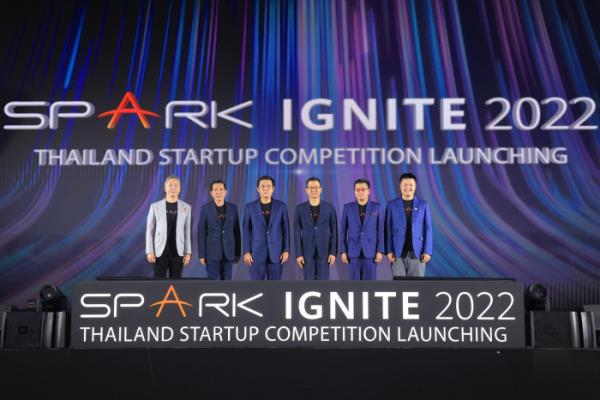 SPARK IGNITE 2022
THAILAND STARTUP COMPETITION LAUNCHING
SPARK IGNITE 2022
THAILAND STARTUP COMPETITION LAUNCHING